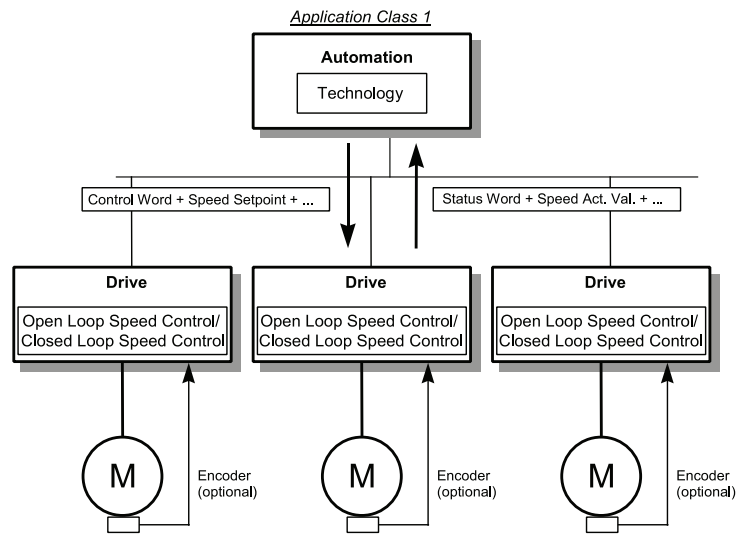 Application Class 1
Automation
Technology
Control Word + Speed Setpoint + ...
Status Word + Speed Act. Val. + ...
Drive
Open Loop Speed Control/
Closed Loop Speed Control
Drive
Open Loop Speed Control/
Closed Loop Speed Control
Drive
Open Loop Speed Control/
Closed Loop Speed Control
M
Encoder
(optional)
M
Encoder
(optional)
M
Encoder
(optional)